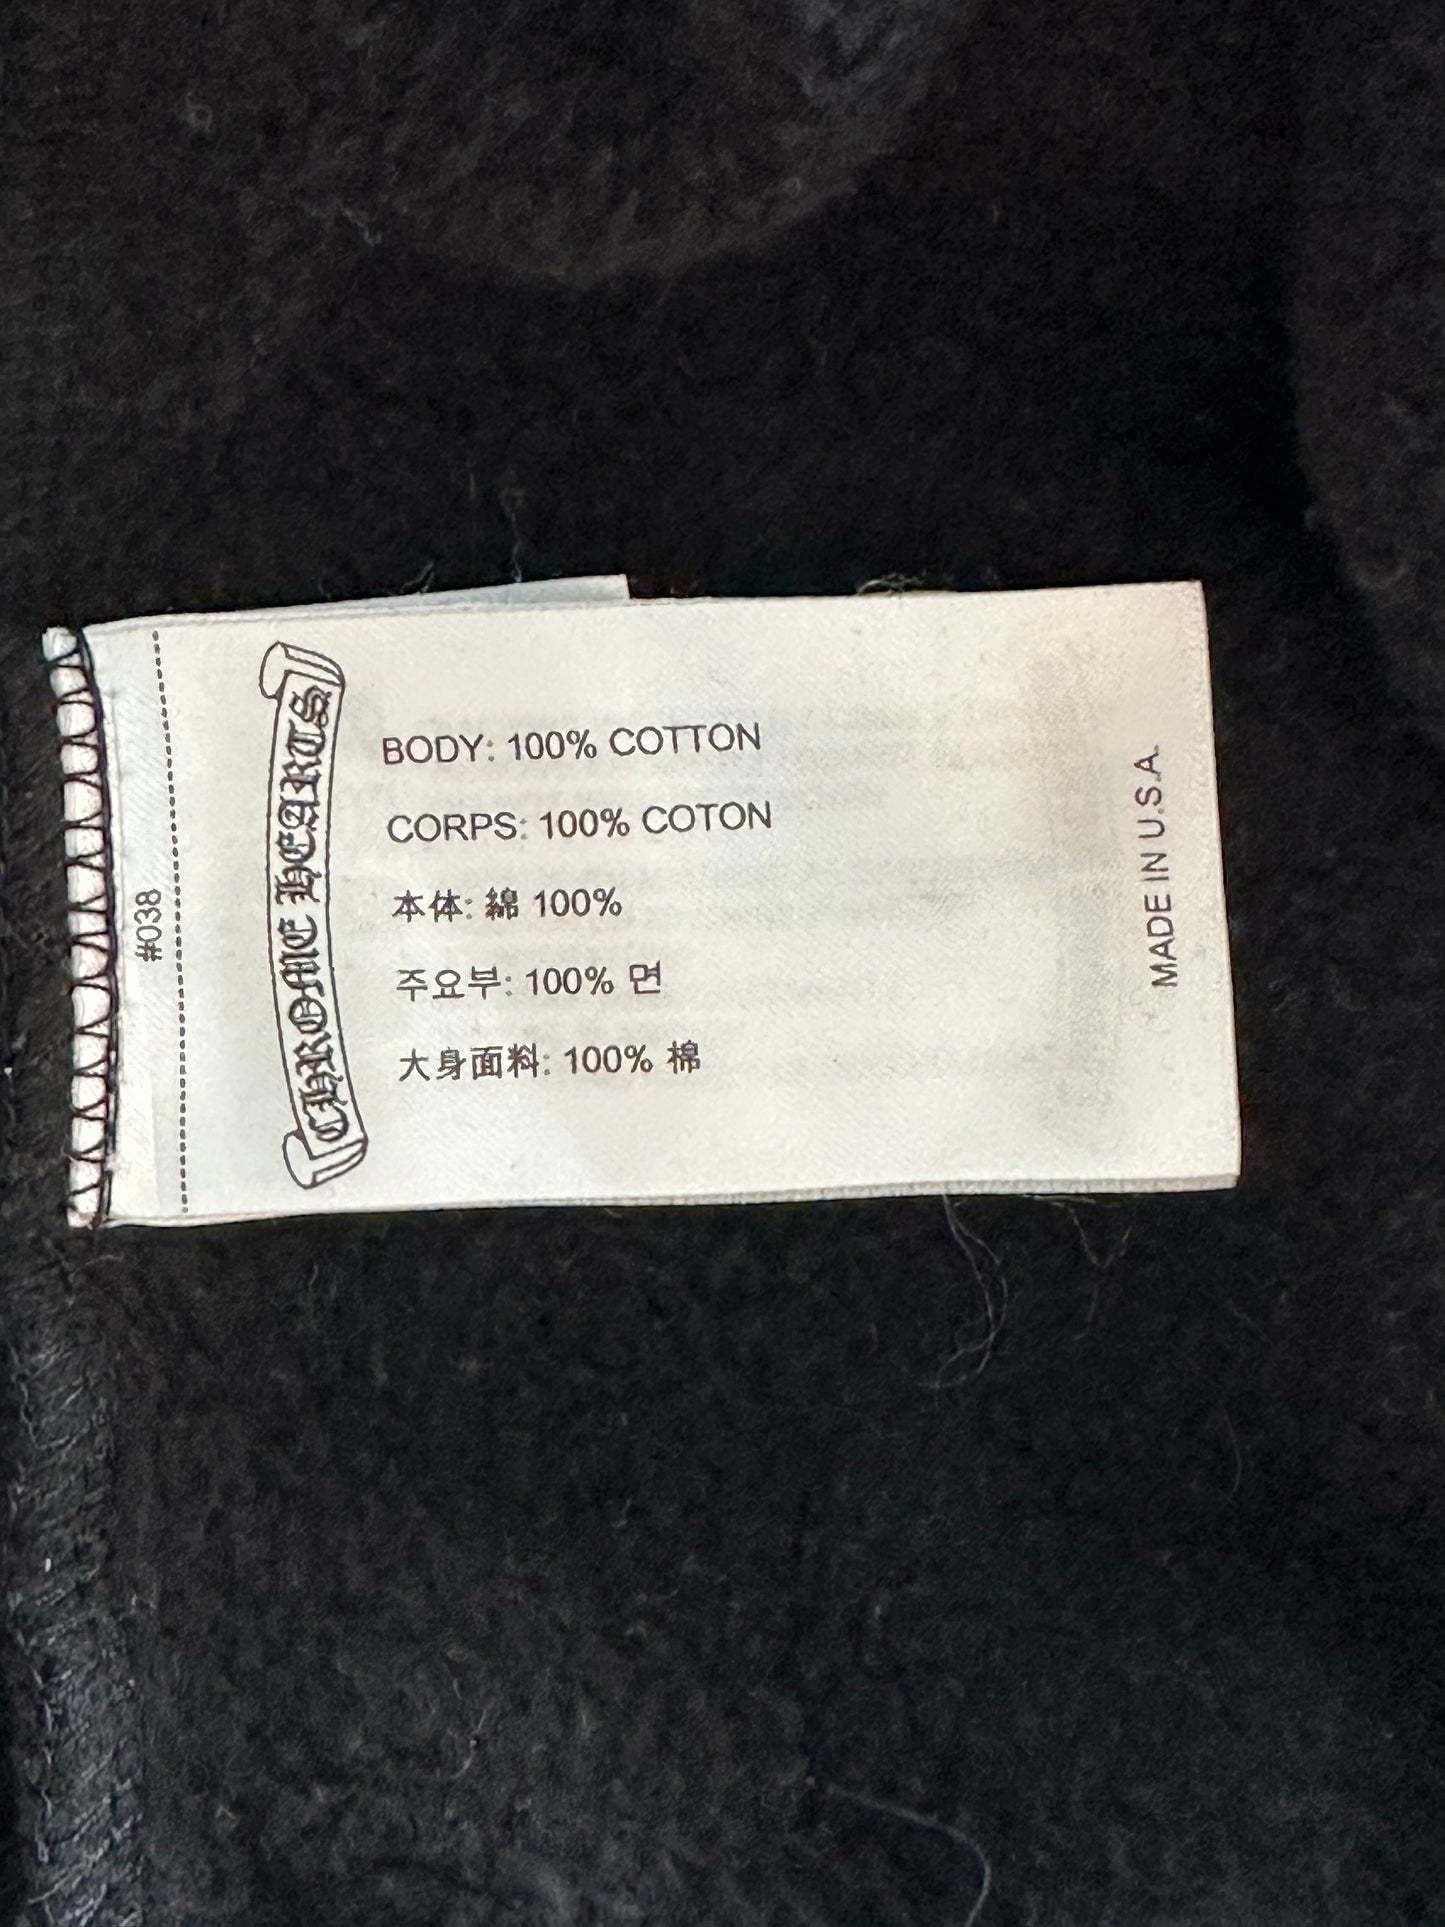 #038
CHROME HEARTS
BODY: 100% COTTON
CORPS: 100% COTON
本体: 綿 100%
주요부: 100% 면
大身面料: 100% 棉
MADE IN U.S.A.